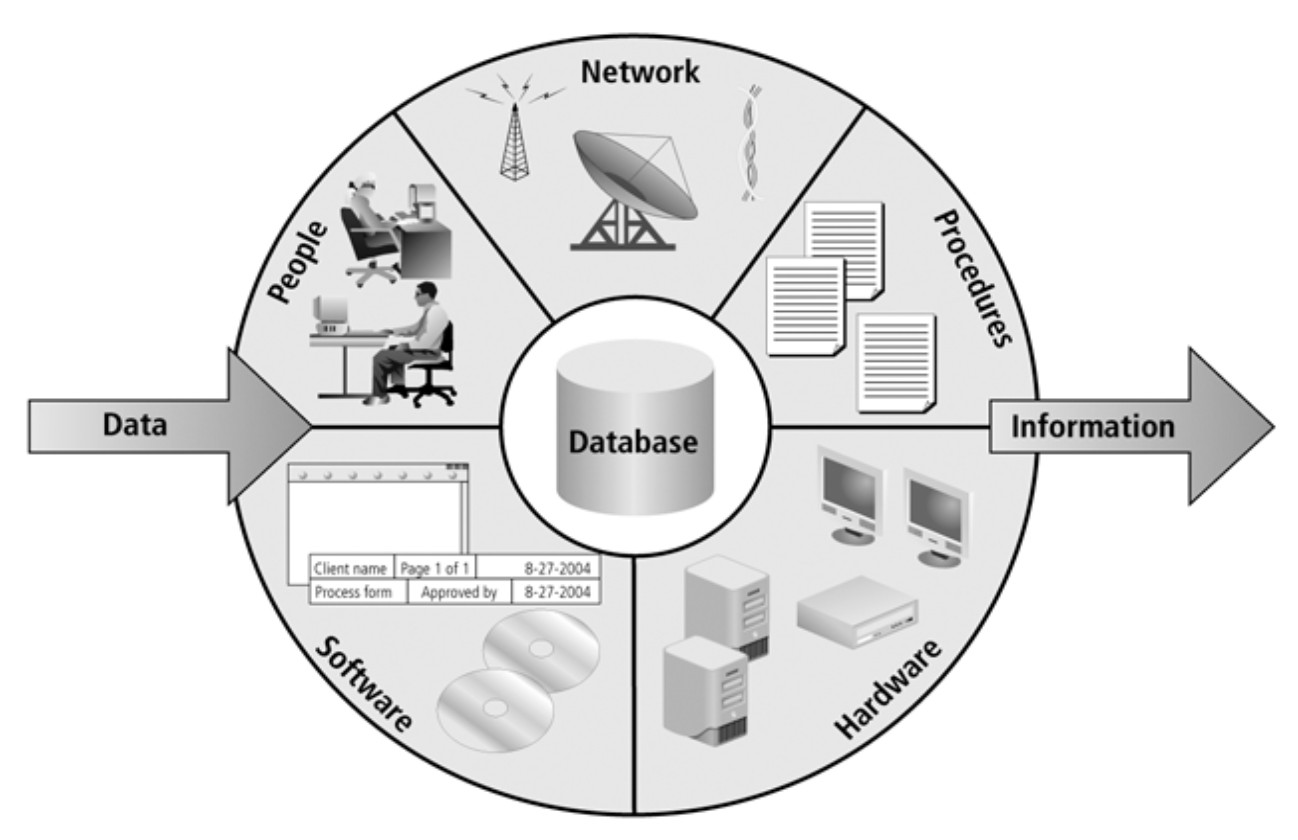 Network
People
Procedures
Data
Database
Information
Client name Page 1 of 1 8-27-2004
Process form Approved by 8-27-2004
Software
Hardware